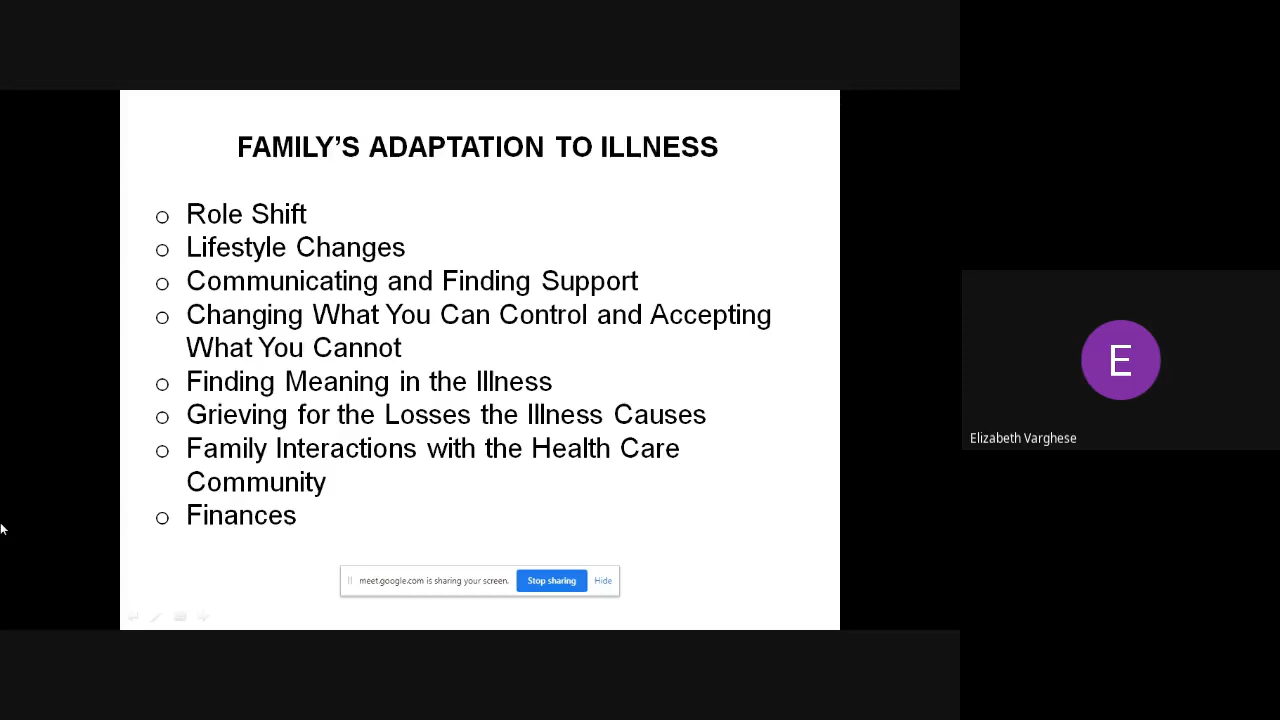 FAMILY’S ADAPTATION TO ILLNESS
o Role Shift
o Lifestyle Changes
o Communicating and Finding Support
o Changing What You Can Control and Accepting
What You Cannot
o Finding Meaning in the Illness
o Grieving for the Losses the Illness Causes
o Family Interactions with the Health Care
Community
o Finances
meet.google.com is sharing your screen. Stop sharing Hide
E
Elizabeth Varghese